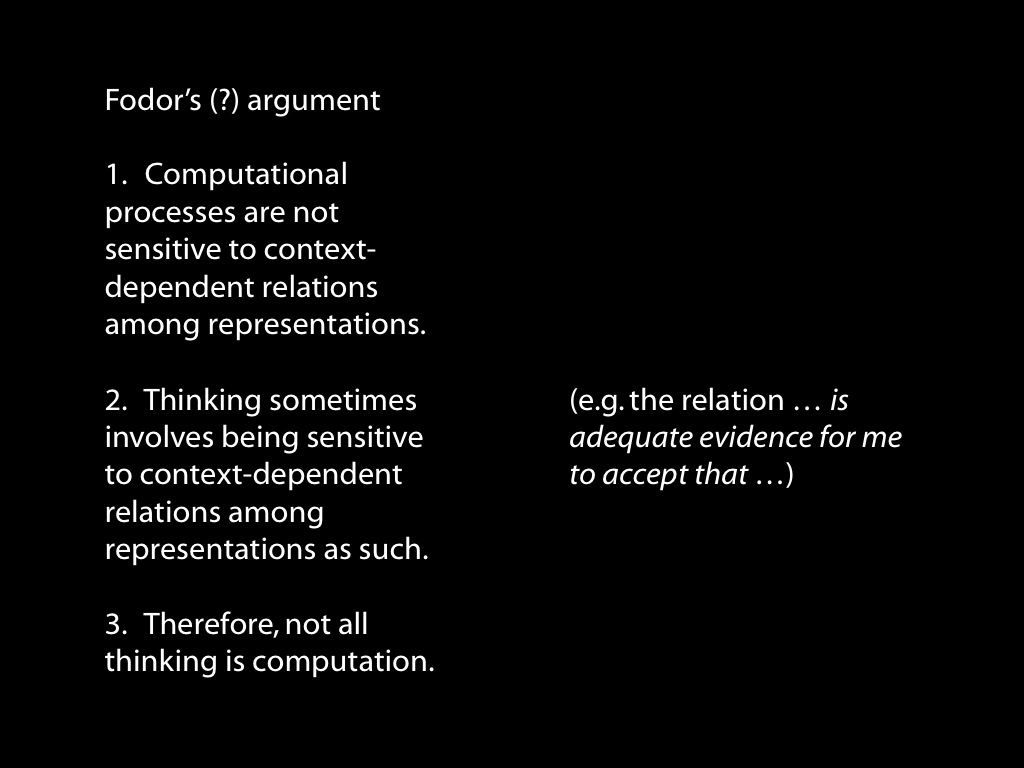 Fodor’s (?) argument
1. Computational
processes are not
sensitive to context-
dependent relations
among representations.
2. Thinking sometimes
involves being sensitive
to context-dependent
relations among
representations as such.
(e.g. the relation … is
adequate evidence for me
to accept that …)
3. Therefore, not all
thinking is computation.